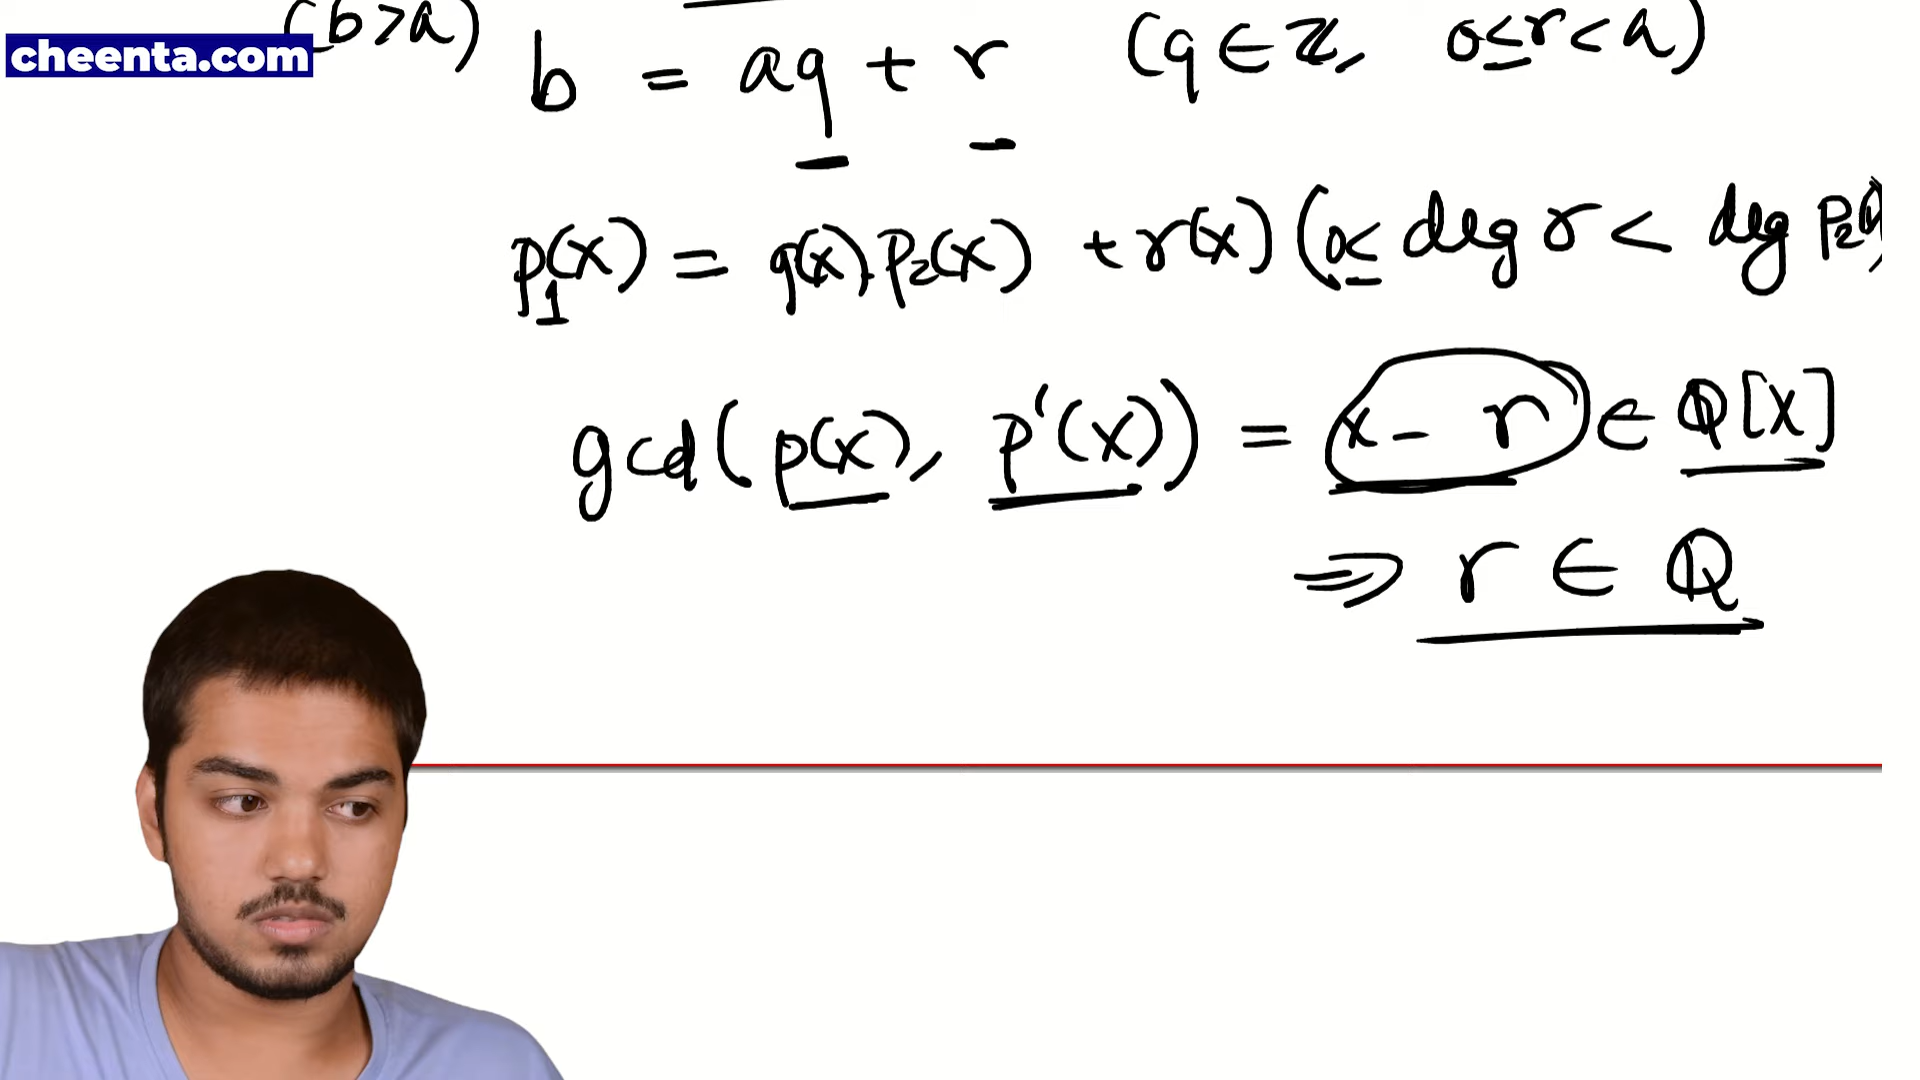 cheenta.com
(b>a)
b = aq + r (q ∈ ℤ, 0 ≤ r < a)
p₁(x) = q(x). p₂(x) + r(x) (0 ≤ deg r < deg p₂
gcd(p(x), p'(x)) = x - r ∈ ℚ[x]
⇒ r ∈ ℚ